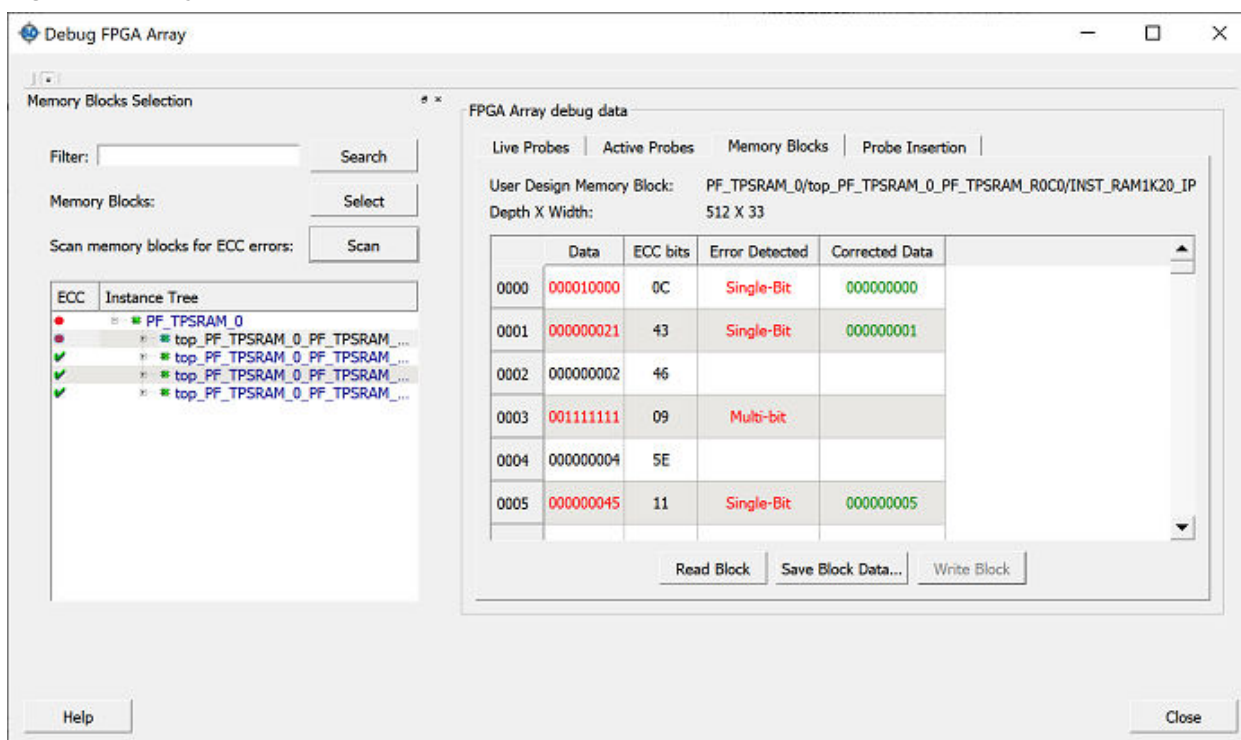 Debug FPGA Array
Memory Blocks Selection
Filter:
Search
Memory Blocks:
Select
Scan memory blocks for ECC errors:
Scan
ECC Instance Tree
PF_TPSRAM_0
top_PF_TPSRAM_0_PF_TPSRAM_...
top_PF_TPSRAM_0_PF_TPSRAM_...
top_PF_TPSRAM_0_PF_TPSRAM_...
top_PF_TPSRAM_0_PF_TPSRAM_...
FPGA Array debug data
Live Probes Active Probes Memory Blocks Probe Insertion
User Design Memory Block: PF_TPSRAM_0/top_PF_TPSRAM_0_PF_TPSRAM_R0C0/INST_RAM1K20_IP
Depth X Width: 512 X 33
Data ECC bits Error Detected Corrected Data
0000 000010000 0C Single-Bit 000000000
0001 000000021 43 Single-Bit 000000001
0002 000000002 46
0003 001111111 09 Multi-bit
0004 000000004 5E
0005 000000045 11 Single-Bit 000000005
Read Block Save Block Data... Write Block
Help
Close